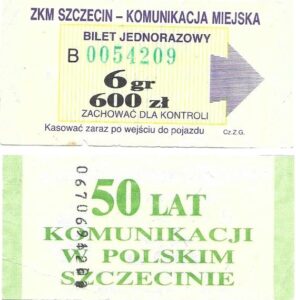 ZKM SZCZECIN – KOMUNIKACJA MIEJSKA
BILET JEDNORAZOWY
B 0054209
6 gr
600 zł
ZACHOWAĆ DLA KONTROLI
Kasować zaraz po wejściu do pojazdu
Cz.Z.G.
50 LAT
KOMUNIKACJI
W POLSKIM
SZCZECINIE